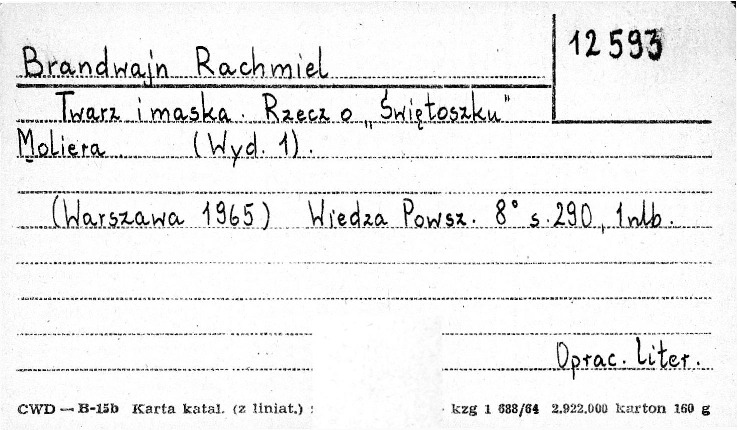 12593
Brandwajn Rachmiel
Twarz i maska. Rzecz o „Świętoszku"
Moliera (Wyd. 1).
(Warszawa 1965) Wiedza Powsz. 8° s. 290, 1nlb.
Oprac. liter.
CWD — B-15b Karta katal. (z liniat.) kzg 1 688/64 2.922.000 karton 160 g